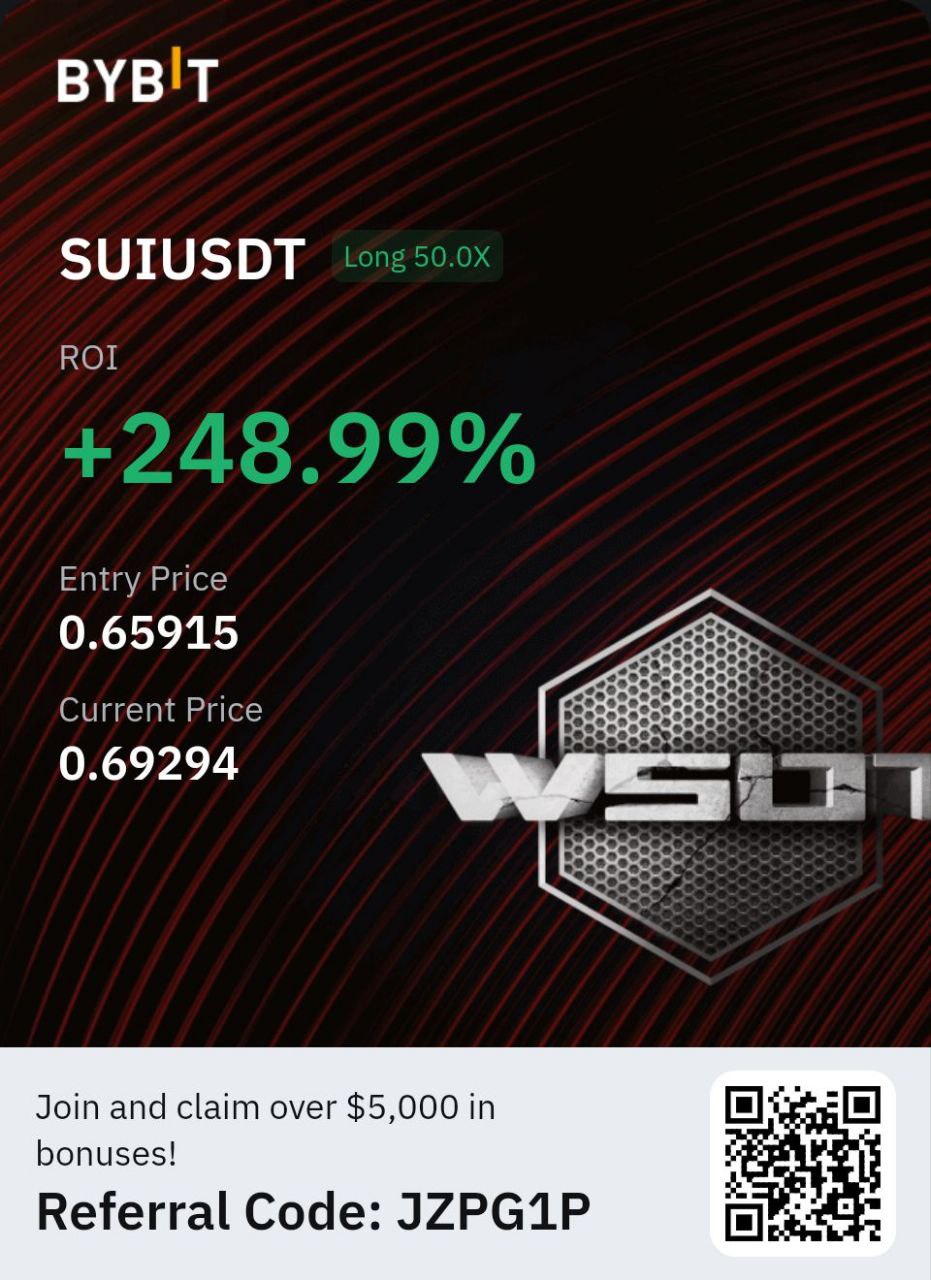 BYBIT
SUIUSDT Long 50.0X
ROI
+248.99%
Entry Price
0.65915
Current Price
0.69294
WSOT
Join and claim over $5,000 in
bonuses!
Referral Code: JZPG1P